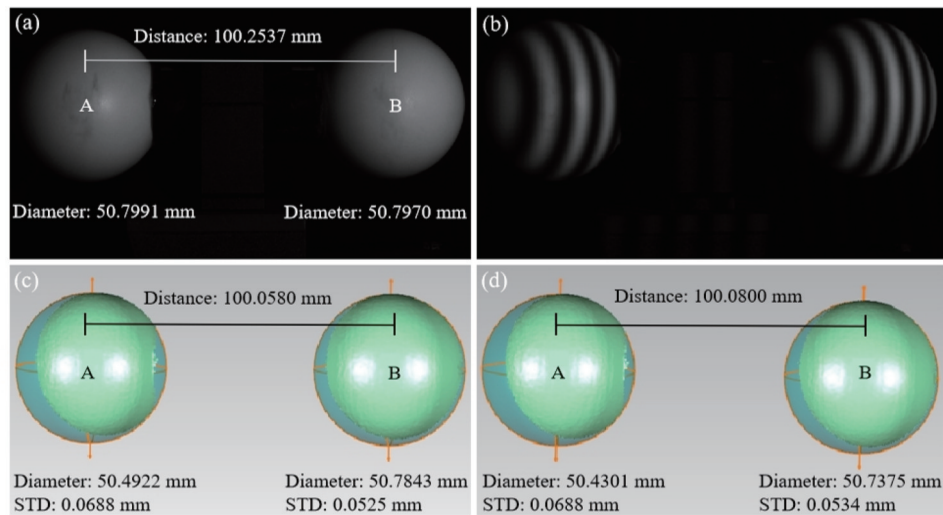 (a)
Distance: 100.2537 mm
A
B
Diameter: 50.7991 mm
Diameter: 50.7970 mm
(b)
(c)
Distance: 100.0580 mm
A
B
Diameter: 50.4922 mm
STD: 0.0688 mm
Diameter: 50.7843 mm
STD: 0.0525 mm
(d)
Distance: 100.0800 mm
A
B
Diameter: 50.4301 mm
STD: 0.0688 mm
Diameter: 50.7375 mm
STD: 0.0534 mm